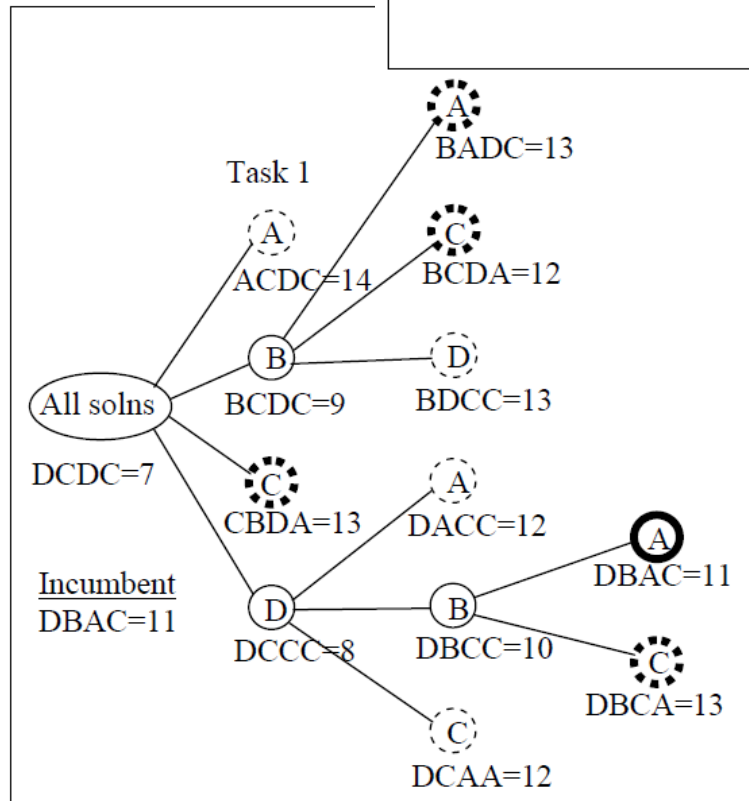 A
BADC=13
Task 1
A
ACDC=14
C
BCDA=12
B
BCDC=9
D
BDCC=13
All solns
DCDC=7
C
CBDA=13
A
DACC=12
A
DBAC=11
Incumbent
DBAC=11
D
DCCC=8
B
DBCC=10
C
DBCA=13
C
DCAA=12